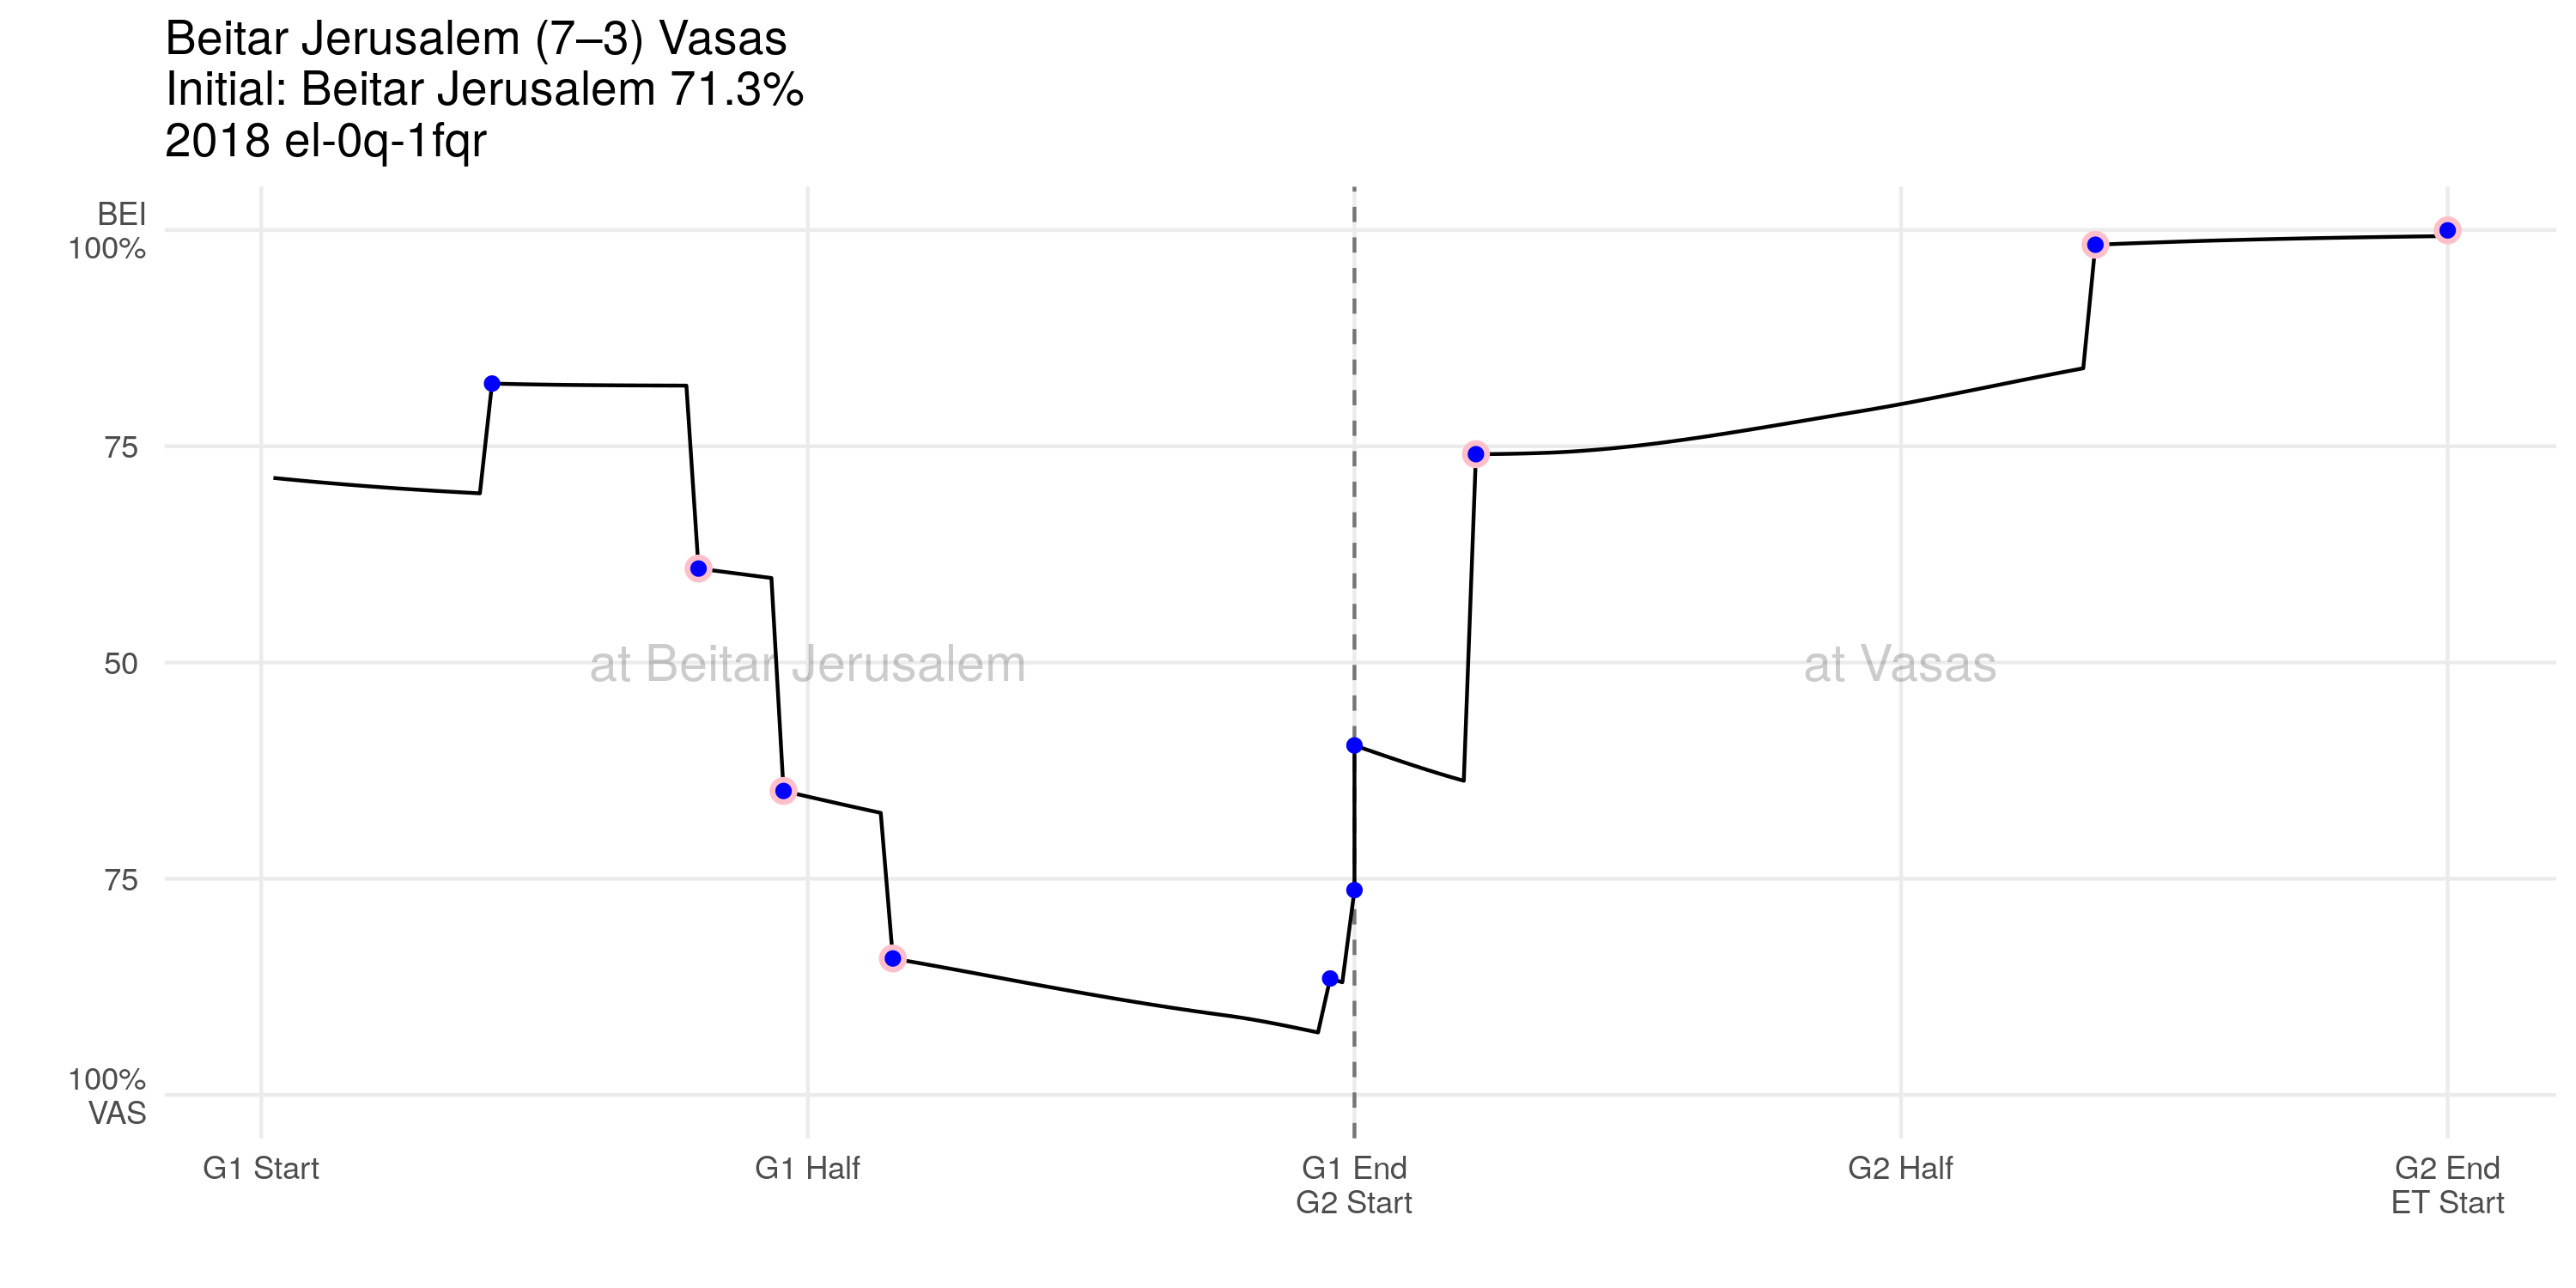 Beitar Jerusalem (7–3) Vasas
Initial: Beitar Jerusalem 71.3%
2018 el-0q-1fqr
BEI
100%
75
50
75
100%
VAS
at Beitar Jerusalem
at Vasas
G1 Start
G1 Half
G1 End
G2 Start
G2 Half
G2 End
ET Start